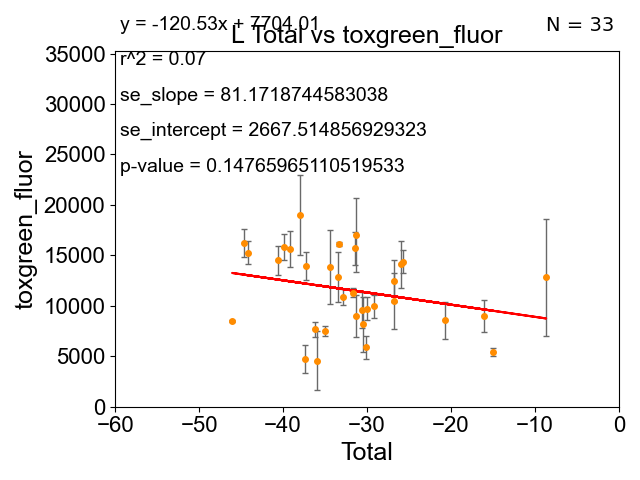 y = -120.53x + 7704.01
N = 33
L Total vs toxgreen_fluor
r^2 = 0.07
se_slope = 81.1718744583038
se_intercept = 2667.514856929323
p-value = 0.14765965110519533
35000
30000
25000
20000
15000
10000
5000
0
toxgreen_fluor
−60
−50
−40
−30
−20
−10
0
Total